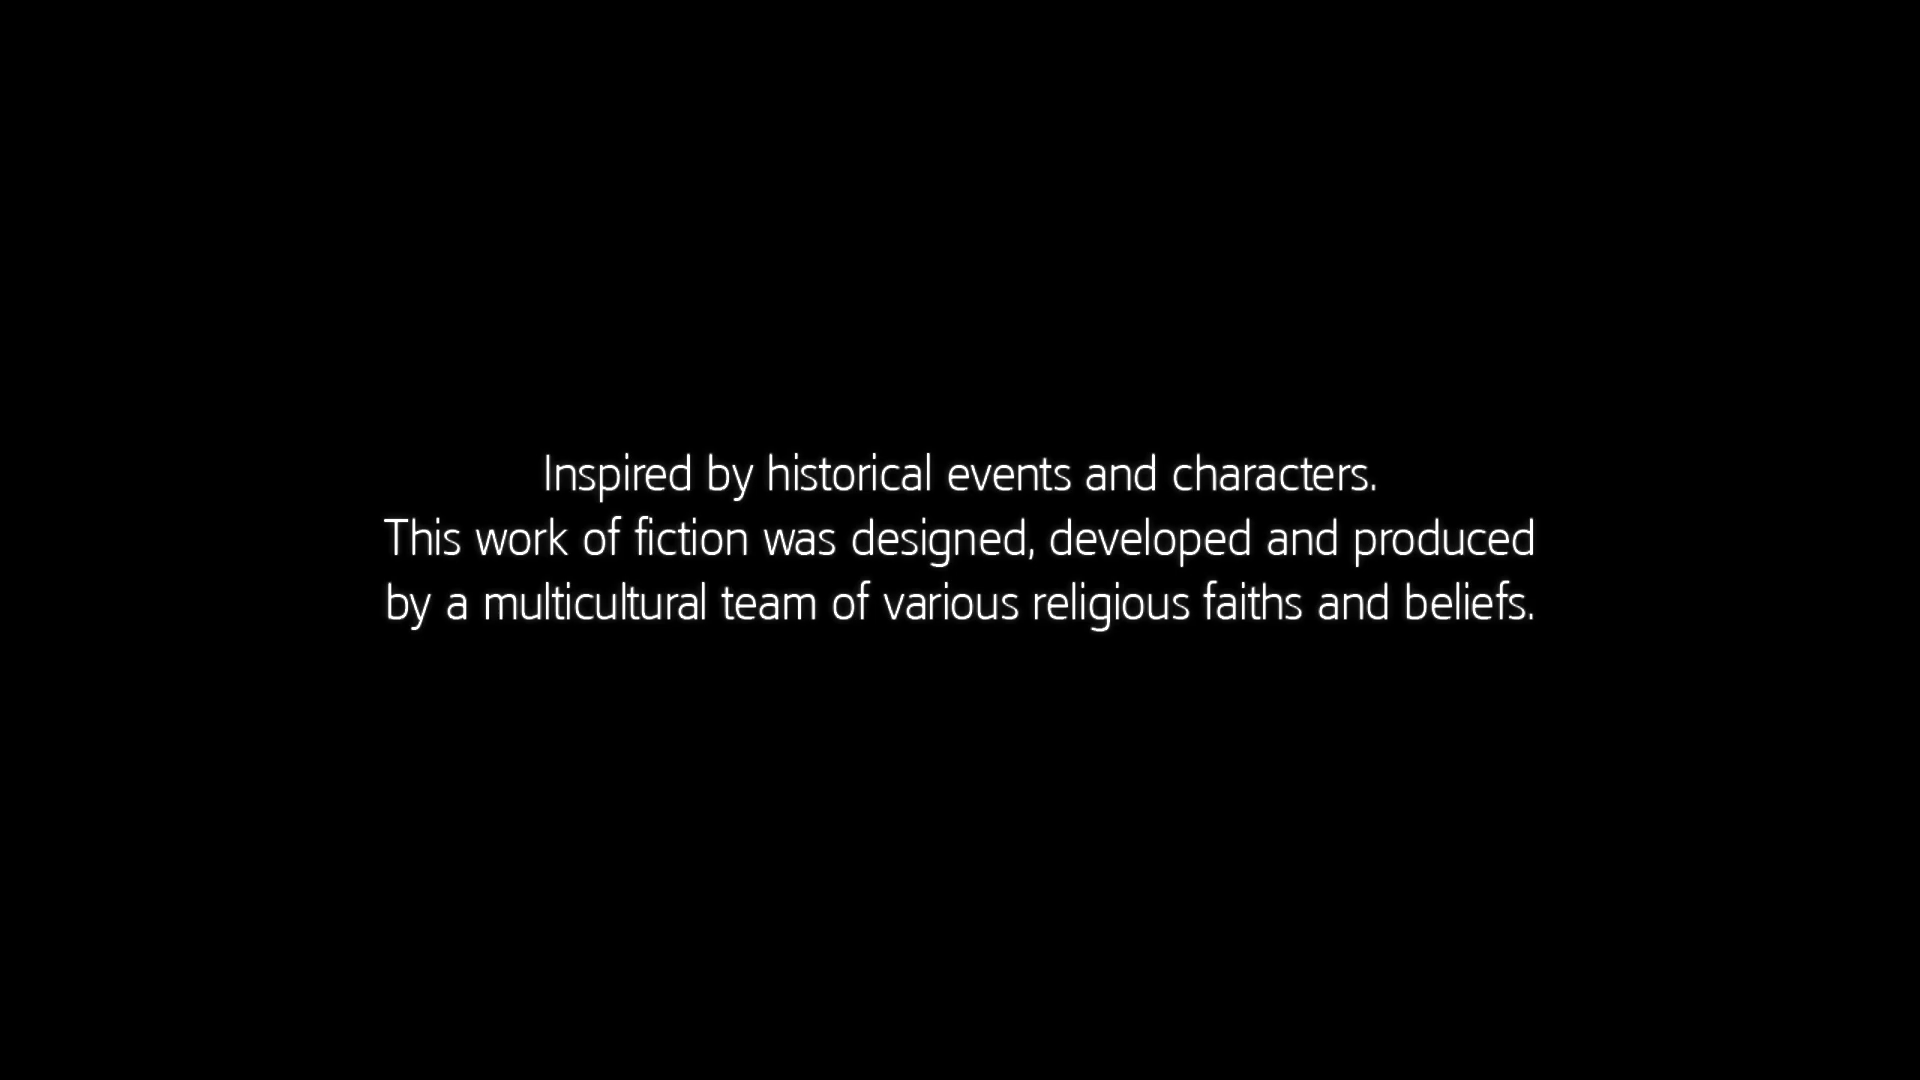 Inspired by historical events and characters.
This work of fiction was designed, developed and produced
by a multicultural team of various religious faiths and beliefs.